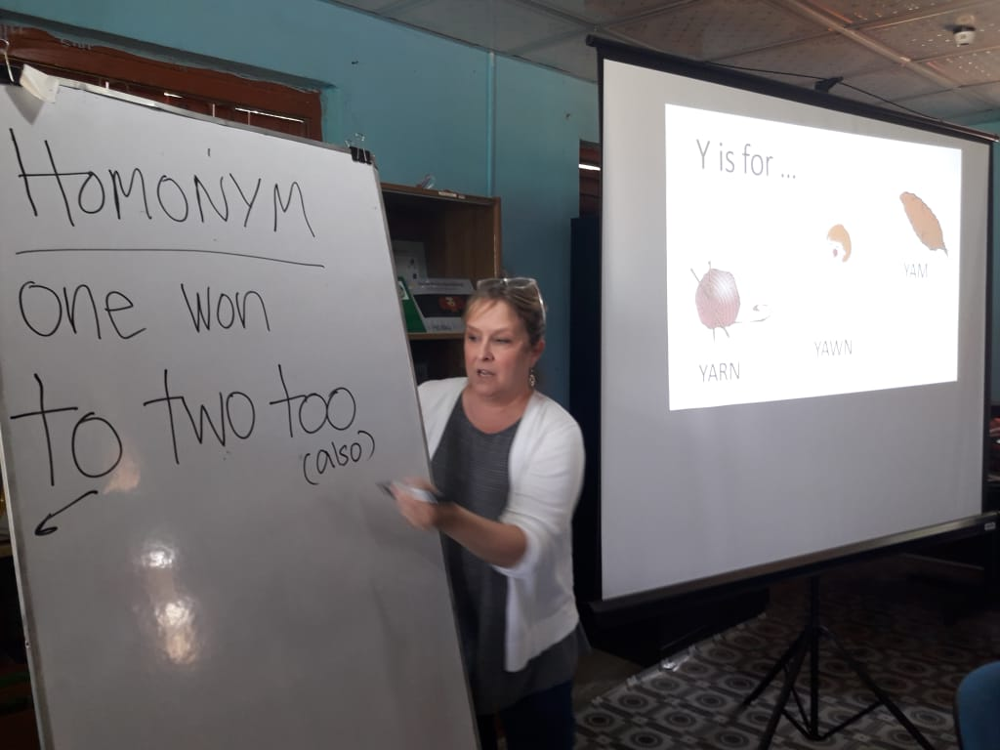 HOMONYM
one won
to two too
(also)
Y is for ...
YAM
YAWN
YARN